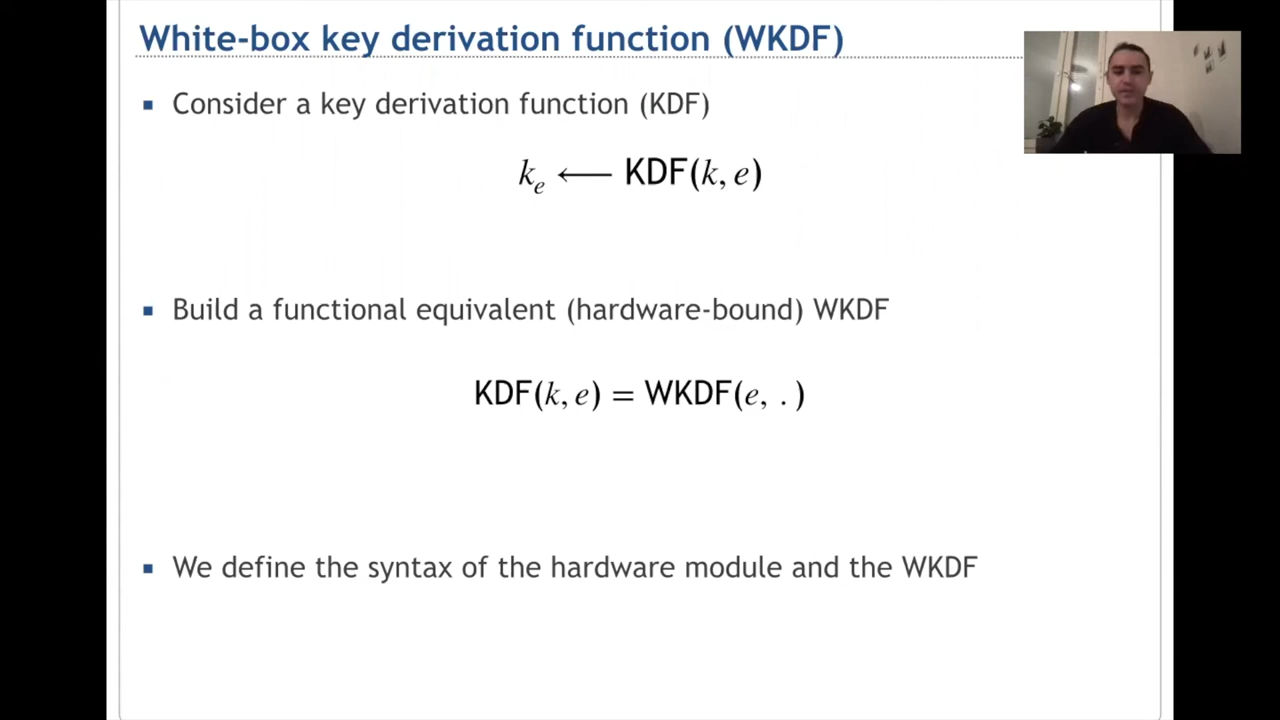 White-box key derivation function (WKDF)
▪ Consider a key derivation function (KDF)
kₑ ⟵ KDF(k, e)
▪ Build a functional equivalent (hardware-bound) WKDF
KDF(k, e) = WKDF(e, . )
▪ We define the syntax of the hardware module and the WKDF